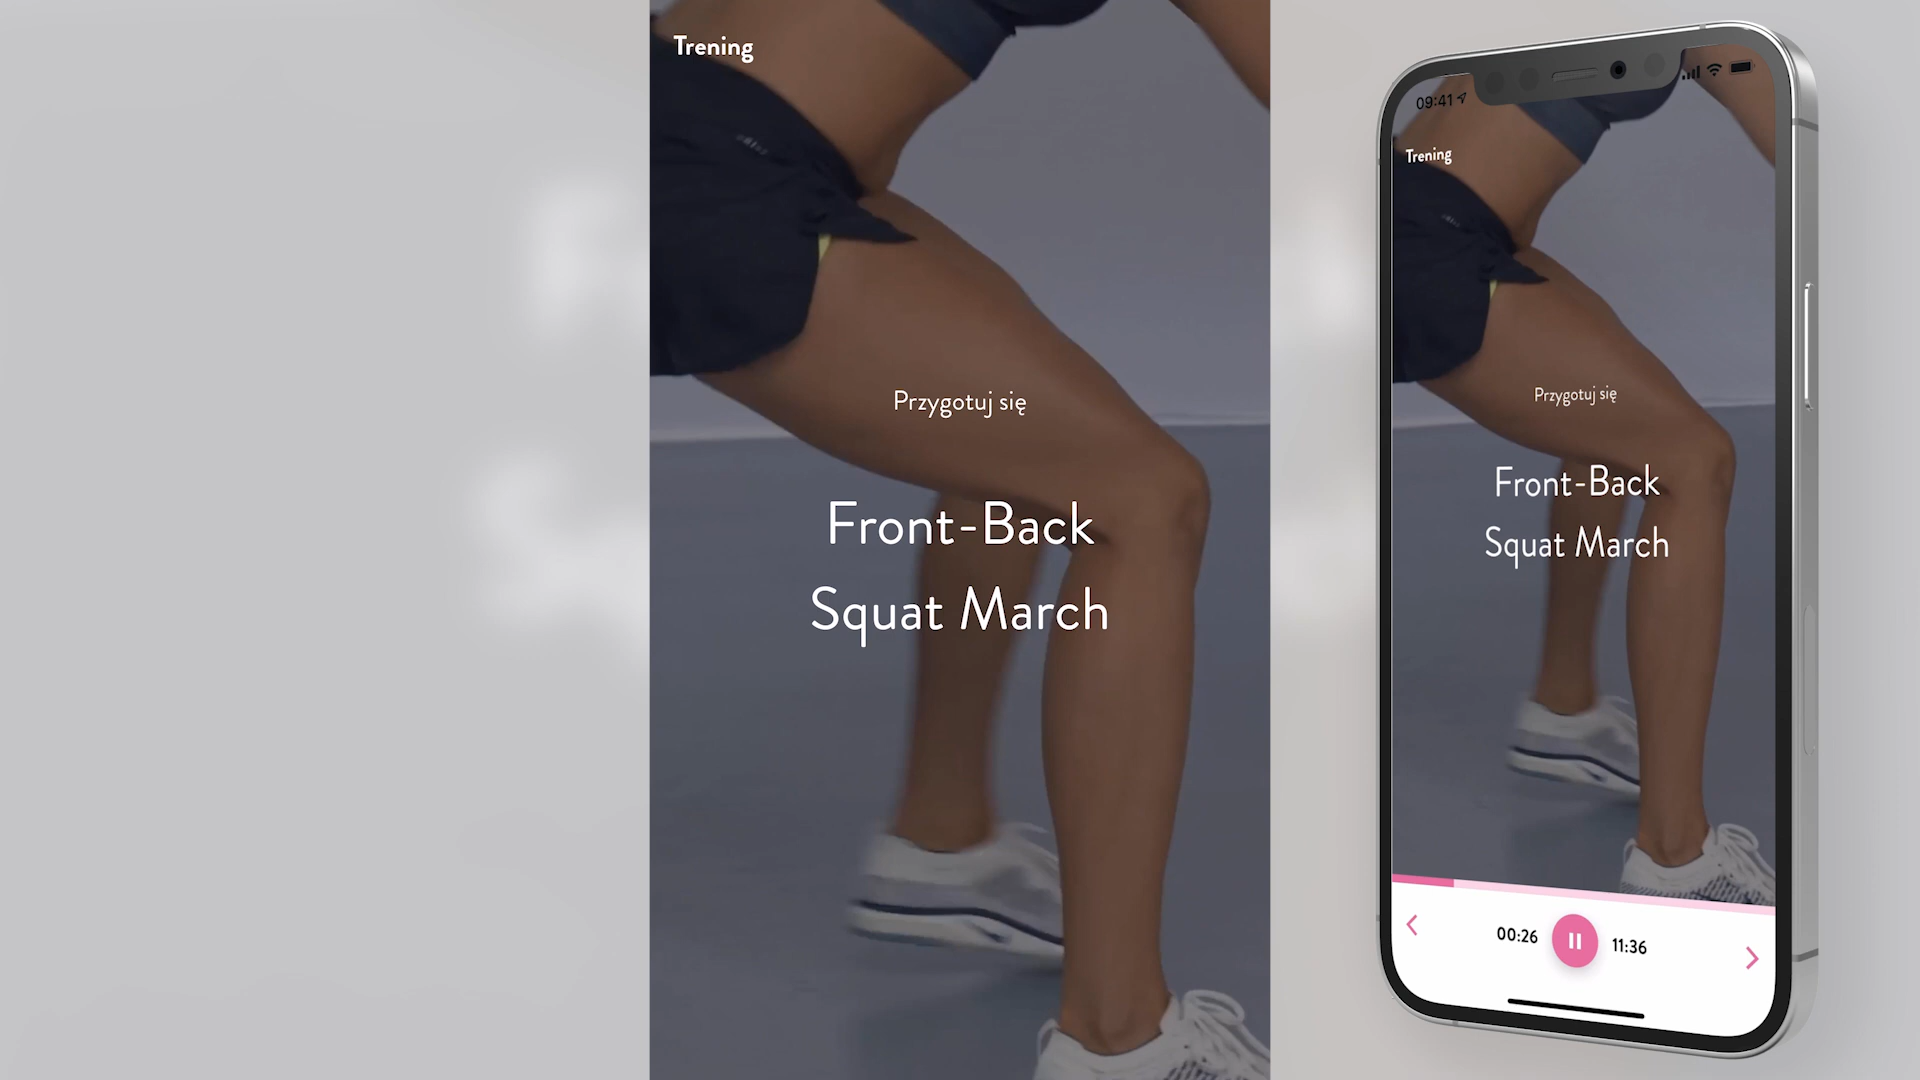 Trening
Przygotuj się
Front-Back
Squat March
09:41
Trening
Przygotuj się
Front-Back
Squat March
00:26
11:36